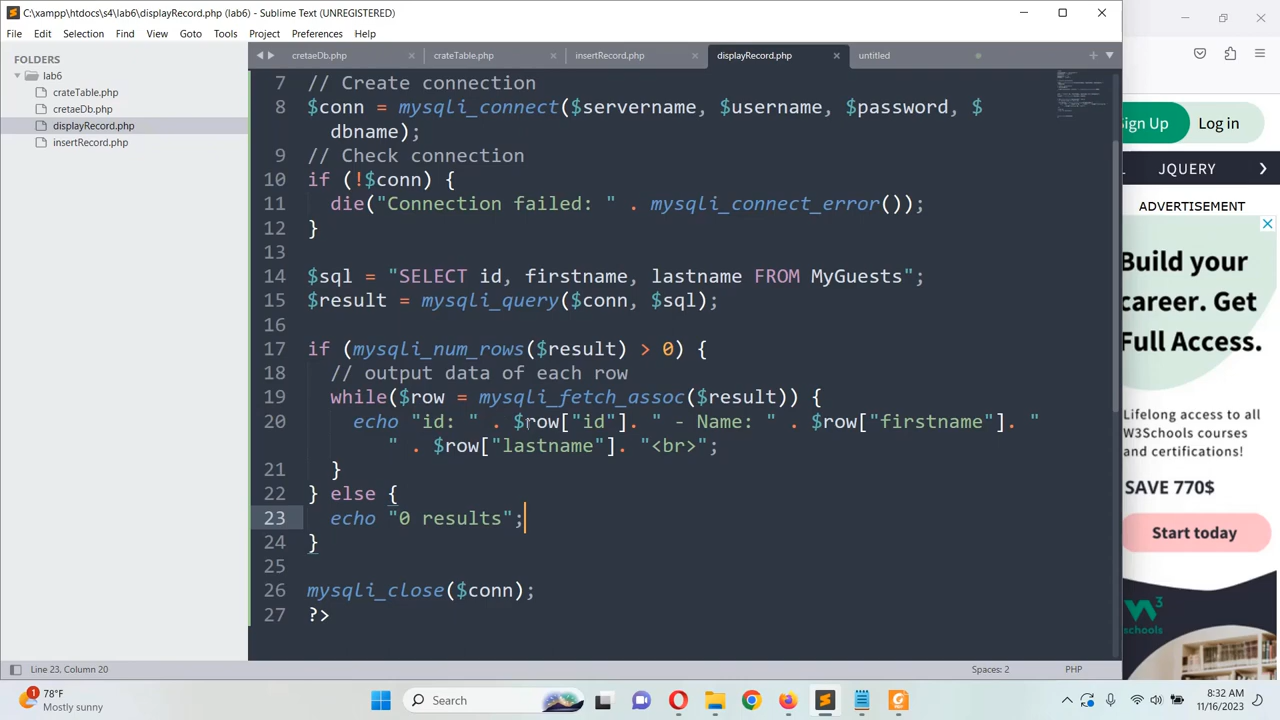 C:\xampp\htdocs\s4\lab6\displayRecord.php (lab6) - Sublime Text (UNREGISTERED)
File Edit Selection Find View Goto Tools Project Preferences Help
FOLDERS
lab6
crateTable.php
cretaeDb.php
displayRecord.php
insertRecord.php
cretaeDb.php crateTable.php insertRecord.php displayRecord.php untitled
7 // Create connection
8 $conn = mysqli_connect($servername, $username, $password, $
dbname);
9 // Check connection
10 if (!$conn) {
11 die("Connection failed: " . mysqli_connect_error());
12 }
13
14 $sql = "SELECT id, firstname, lastname FROM MyGuests";
15 $result = mysqli_query($conn, $sql);
16
17 if (mysqli_num_rows($result) > 0) {
18 // output data of each row
19 while($row = mysqli_fetch_assoc($result)) {
20 echo "id: " . $row["id"]. " - Name: " . $row["firstname"]. "
" . $row["lastname"]. "<br>";
21 }
22 } else {
23 echo "0 results";
24 }
25
26 mysqli_close($conn);
27 ?>
Line 23, Column 20
Spaces: 2
PHP
Sign Up
Log in
JQUERY
ADVERTISEMENT
Build your
career. Get
Full Access.
Lifelong access to all
W3Schools courses
and certifications!
SAVE 770$
Start today
W3
schools
1
78°F
Mostly sunny
Search
8:32 AM
11/16/2023